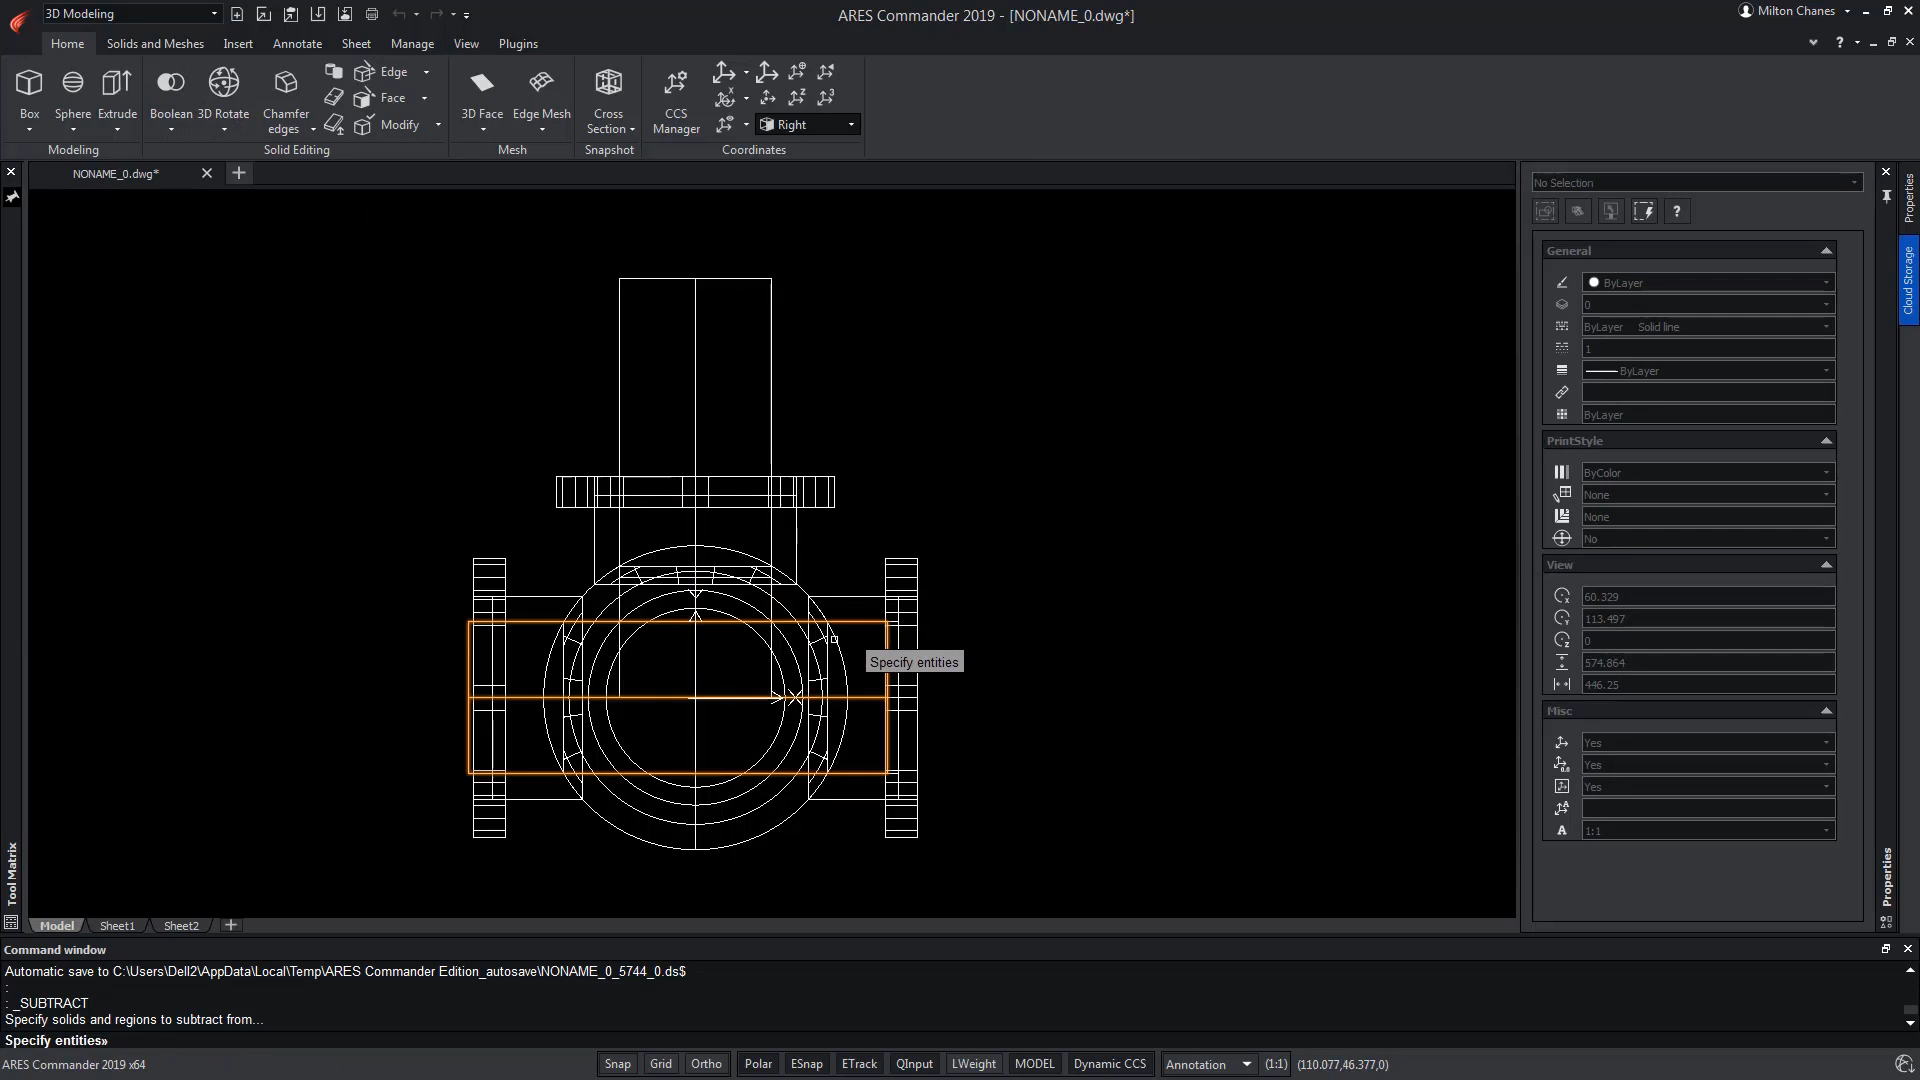 3D Modeling
ARES Commander 2019 - [NONAME_0.dwg*]
Milton Chanes
Home
Solids and Meshes
Insert
Annotate
Sheet
Manage
View
Plugins
Box
Sphere
Extrude
Modeling
Boolean
3D Rotate
Chamfer edges
Edge
Face
Modify
Solid Editing
3D Face
Edge Mesh
Mesh
Cross Section
Snapshot
CCS Manager
Right
Coordinates
NONAME_0.dwg*
Specify entities
Tool Matrix
Model
Sheet1
Sheet2
No Selection
General
ByLayer
0
ByLayer Solid line
1
ByLayer
ByLayer
PrintStyle
ByColor
None
None
No
View
60.329
113.497
0
574.864
446.25
Misc
Yes
Yes
Yes
1:1
Properties
Properties
Cloud Storage
Command window
Automatic save to C:\Users\Dell2\AppData\Local\Temp\ARES Commander Edition_autosave\NONAME_0_5744_0.ds$
:
: _SUBTRACT
Specify solids and regions to subtract from...
Specify entities»
ARES Commander 2019 x64
Snap
Grid
Ortho
Polar
ESnap
ETrack
QInput
LWeight
MODEL
Dynamic CCS
Annotation
(1:1)
(110.077,46.377,0)